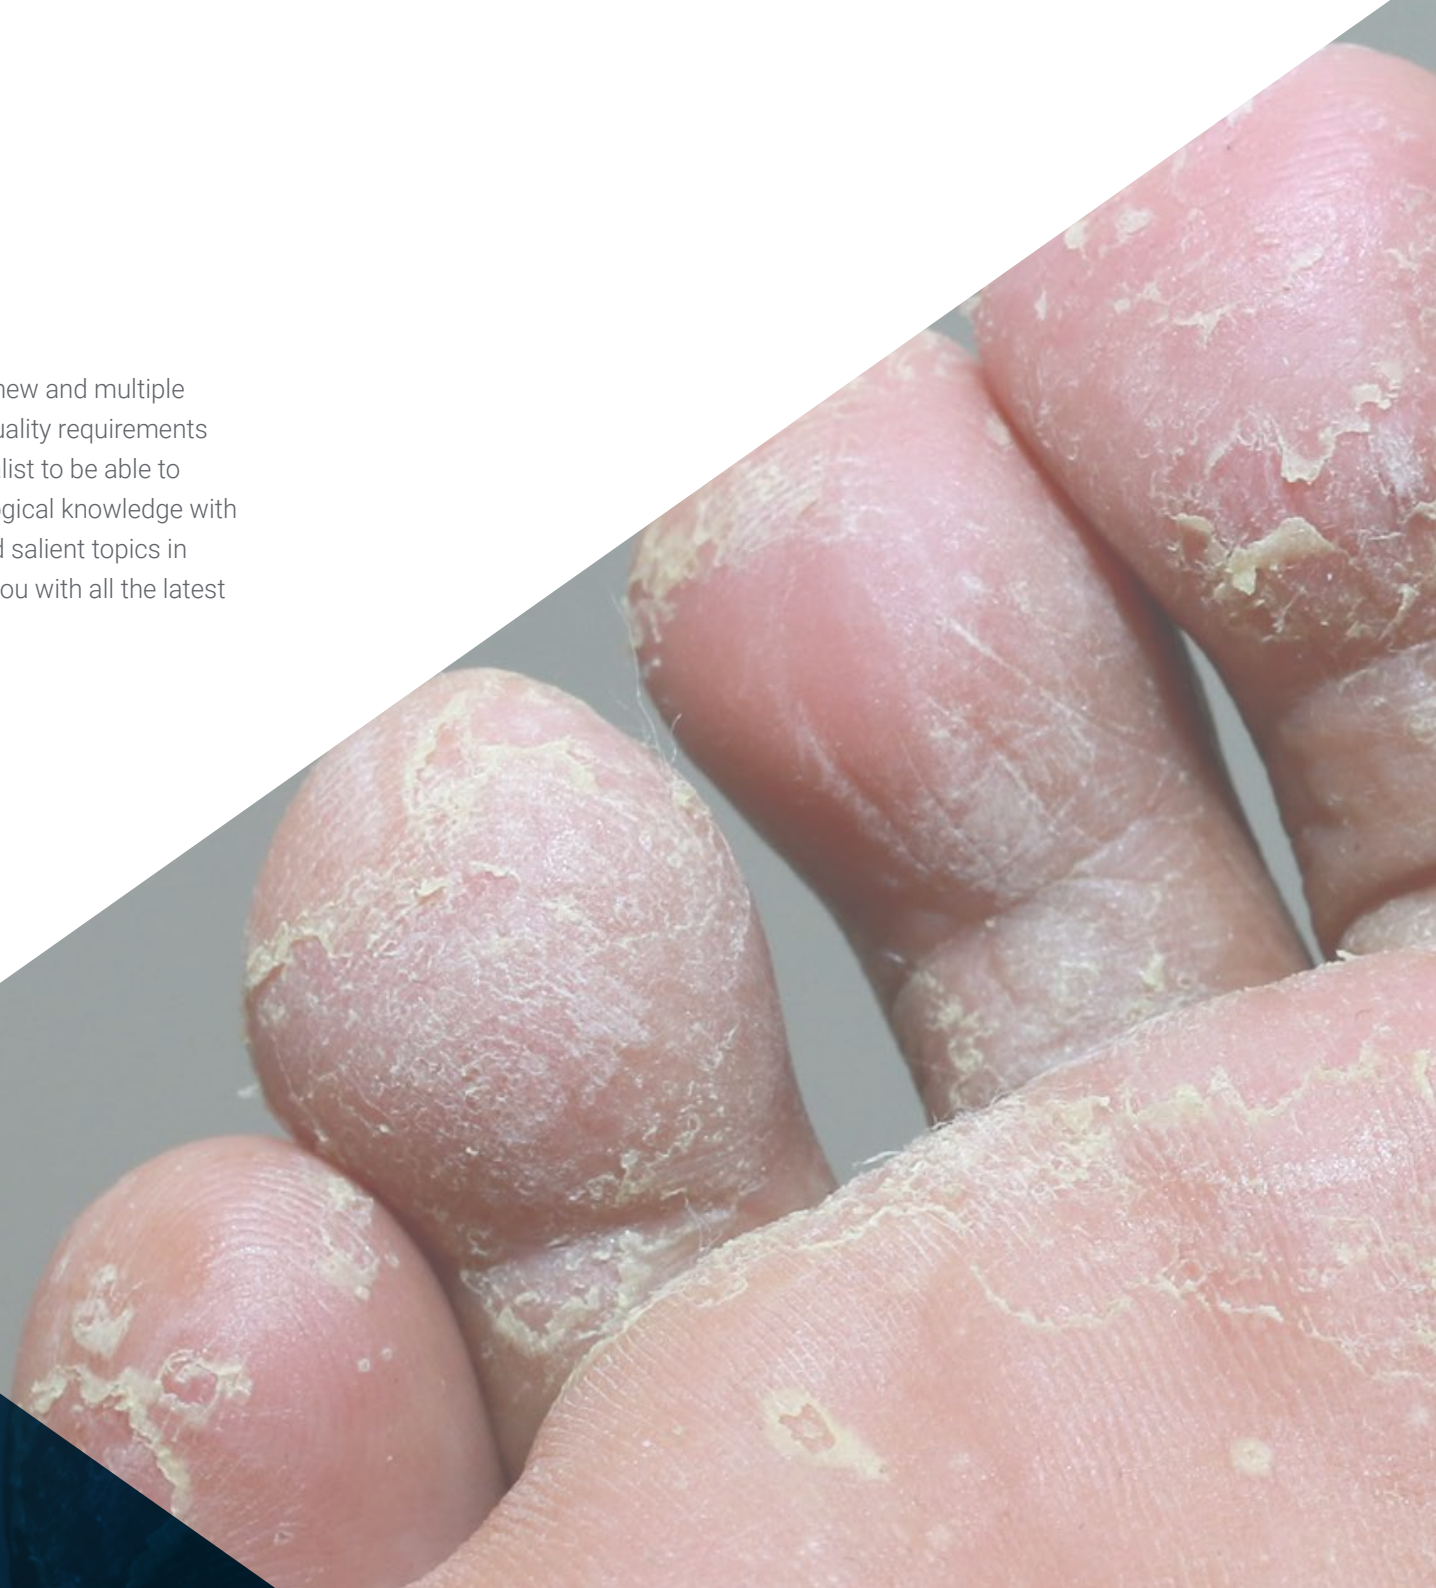 new and multiple
uality requirements
list to be able to
gical knowledge with
d salient topics in
ou with all the latest